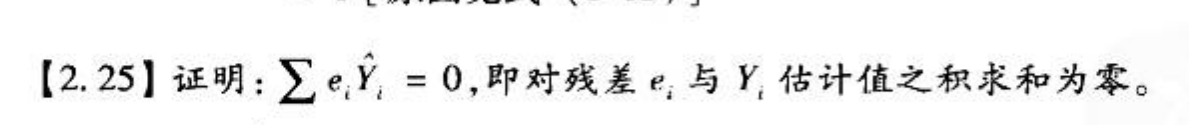 【2.25】证明：∑ eᵢŶᵢ = 0，即对残差 eᵢ 与 Yᵢ 估计值之积求和为零。